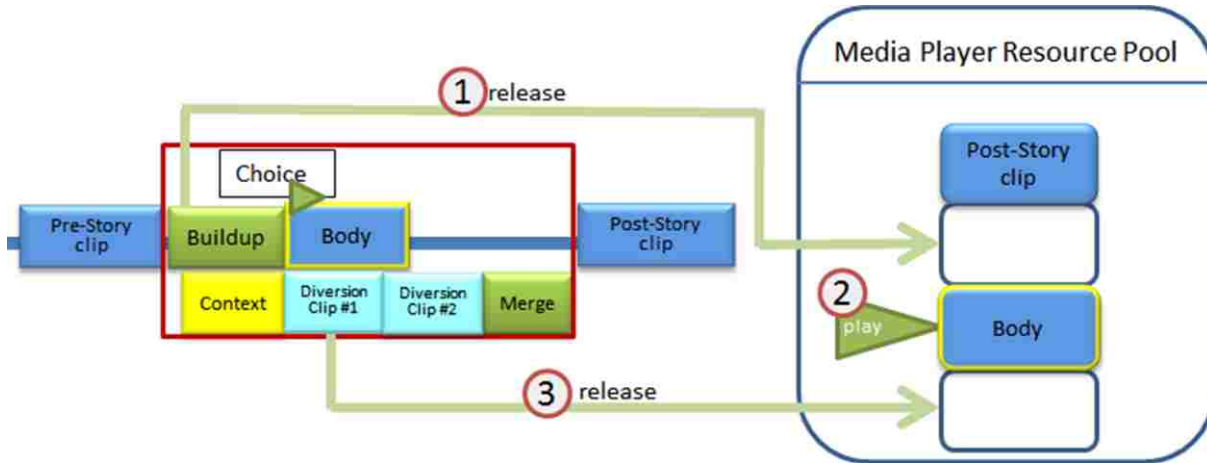 Media Player Resource Pool
1 release
Choice
Pre-Story
clip
Buildup
Body
Post-Story
clip
Context
Diversion
Clip #1
Diversion
Clip #2
Merge
3 release
Post-Story
clip
2
play
Body